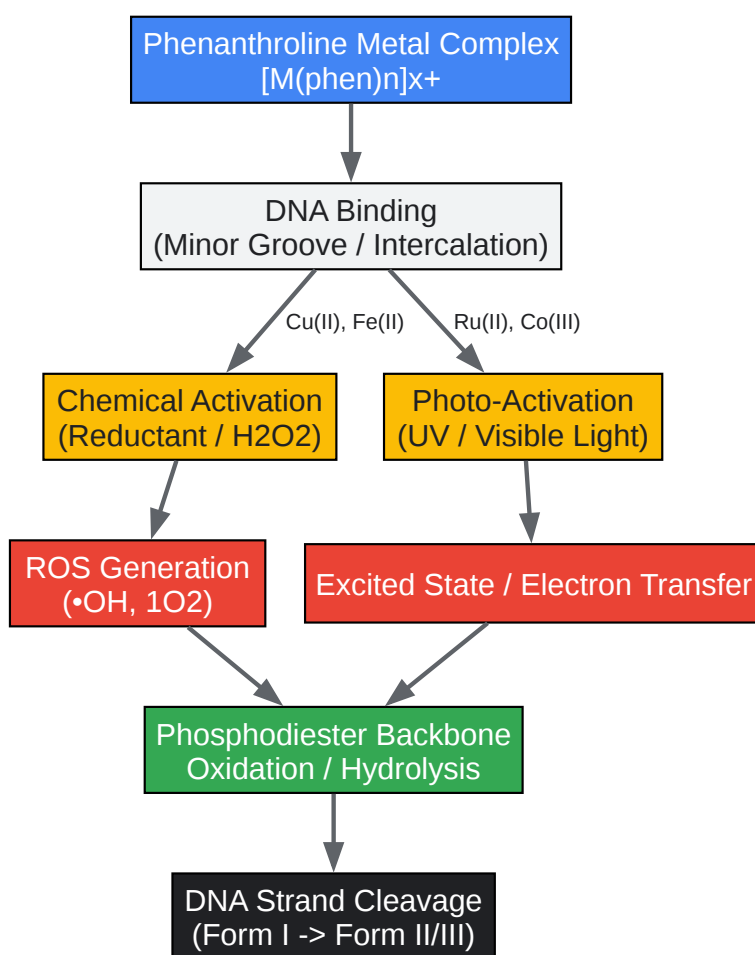 Phenanthroline Metal Complex
[M(phen)n]x+
DNA Binding
(Minor Groove / Intercalation)
Cu(II), Fe(II)
Ru(II), Co(III)
Chemical Activation
(Reductant / H2O2)
Photo-Activation
(UV / Visible Light)
ROS Generation
(•OH, 1O2)
Excited State / Electron Transfer
Phosphodiester Backbone
Oxidation / Hydrolysis
DNA Strand Cleavage
(Form I -> Form II/III)